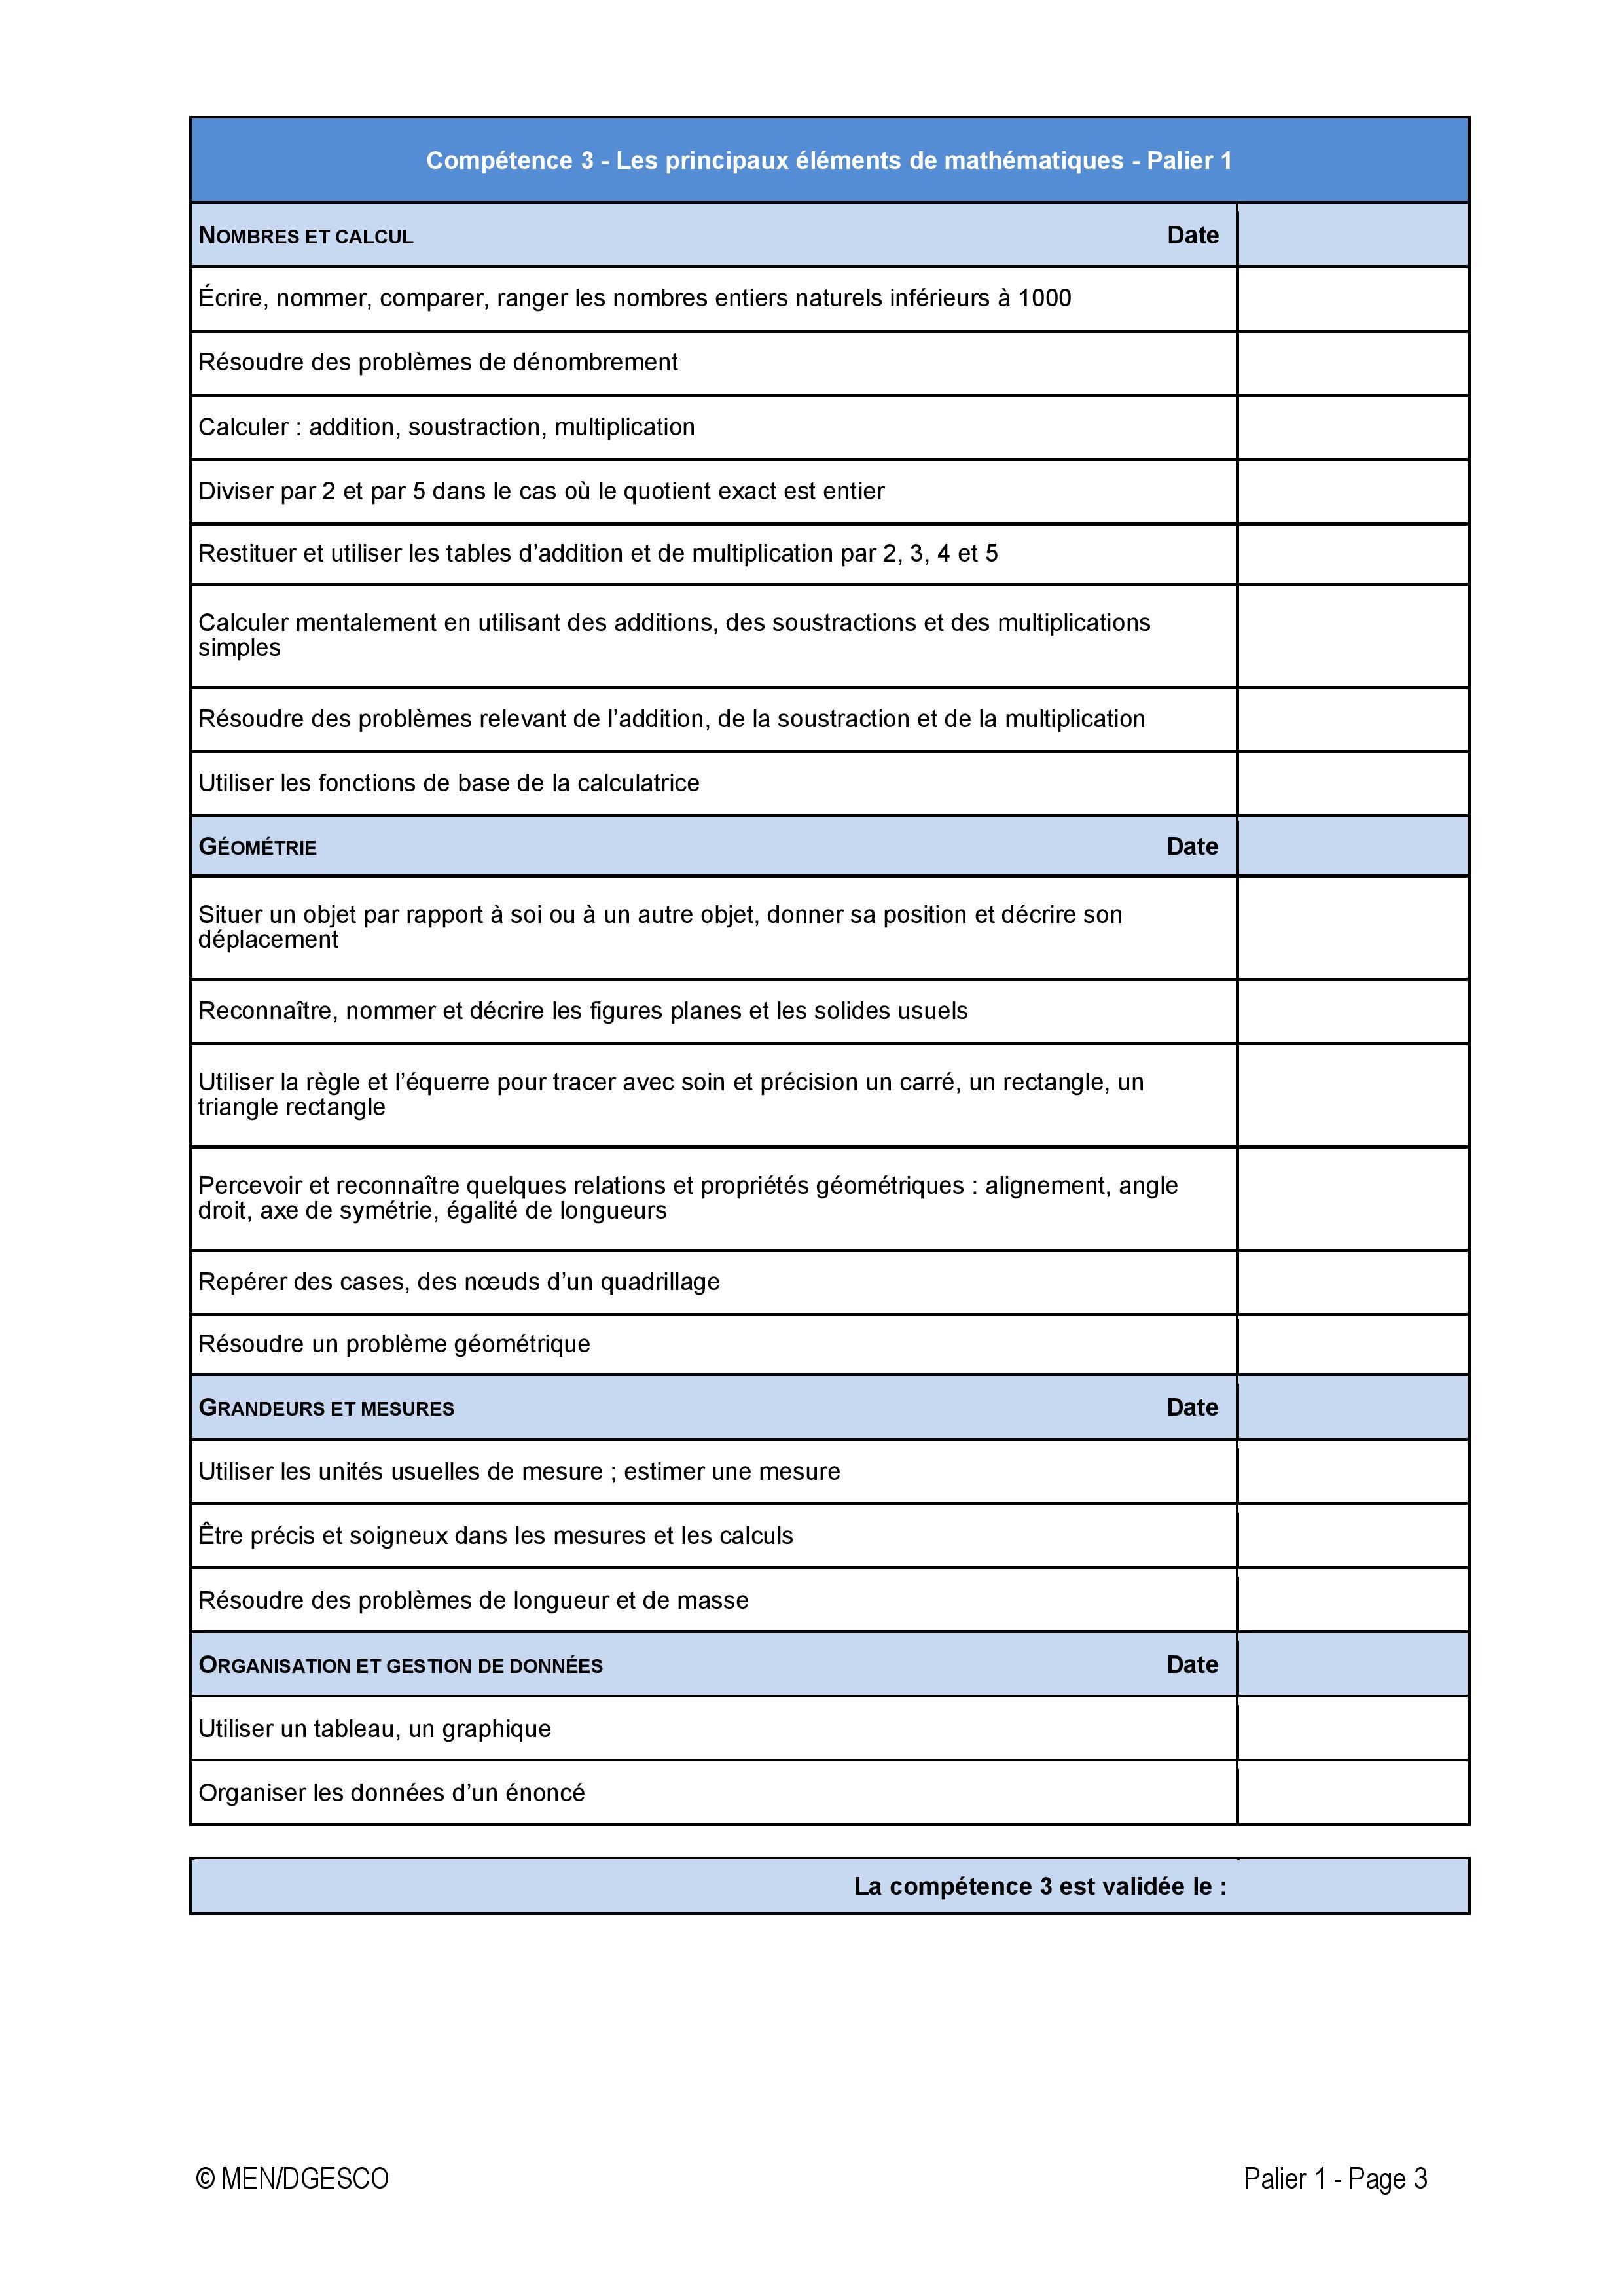 Compétence 3 - Les principaux éléments de mathématiques - Palier 1
NOMBRES ET CALCUL Date
Écrire, nommer, comparer, ranger les nombres entiers naturels inférieurs à 1000
Résoudre des problèmes de dénombrement
Calculer : addition, soustraction, multiplication
Diviser par 2 et par 5 dans le cas où le quotient exact est entier
Restituer et utiliser les tables d’addition et de multiplication par 2, 3, 4 et 5
Calculer mentalement en utilisant des additions, des soustractions et des multiplications
simples
Résoudre des problèmes relevant de l’addition, de la soustraction et de la multiplication
Utiliser les fonctions de base de la calculatrice
GÉOMÉTRIE Date
Situer un objet par rapport à soi ou à un autre objet, donner sa position et décrire son
déplacement
Reconnaître, nommer et décrire les figures planes et les solides usuels
Utiliser la règle et l’équerre pour tracer avec soin et précision un carré, un rectangle, un
triangle rectangle
Percevoir et reconnaître quelques relations et propriétés géométriques : alignement, angle
droit, axe de symétrie, égalité de longueurs
Repérer des cases, des nœuds d’un quadrillage
Résoudre un problème géométrique
GRANDEURS ET MESURES Date
Utiliser les unités usuelles de mesure ; estimer une mesure
Être précis et soigneux dans les mesures et les calculs
Résoudre des problèmes de longueur et de masse
ORGANISATION ET GESTION DE DONNÉES Date
Utiliser un tableau, un graphique
Organiser les données d’un énoncé
La compétence 3 est validée le :
© MEN/DGESCO Palier 1 - Page 3